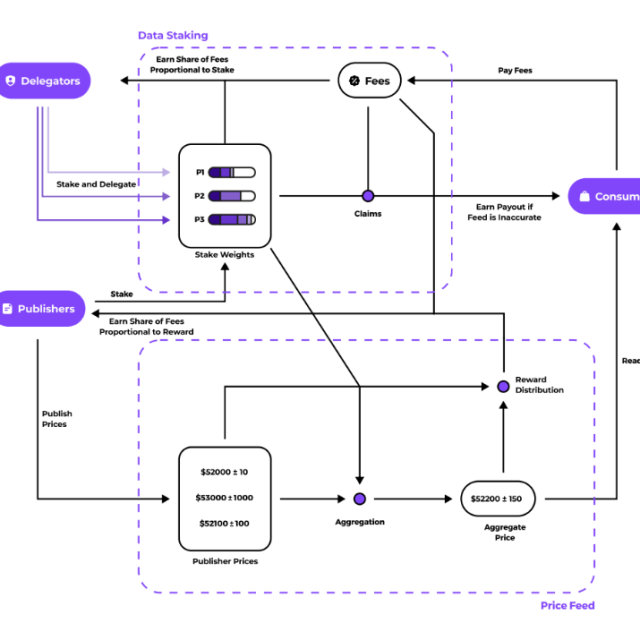 Data Staking
Earn Share of Fees
Proportional to Stake
Delegators
Fees
Pay Fees
P1
Stake and Delegate
P2
P3
Claims
Earn Payout if
Feed is Inaccurate
Consum
Stake Weights
Stake
Publishers
Earn Share of Fees
Proportional to Reward
Read
Reward
Distribution
Publish
Prices
$52000 ± 10
$53000 ± 1000
$52100 ± 100
$52200 ± 150
Aggregation
Aggregate
Price
Publisher Prices
Price Feed